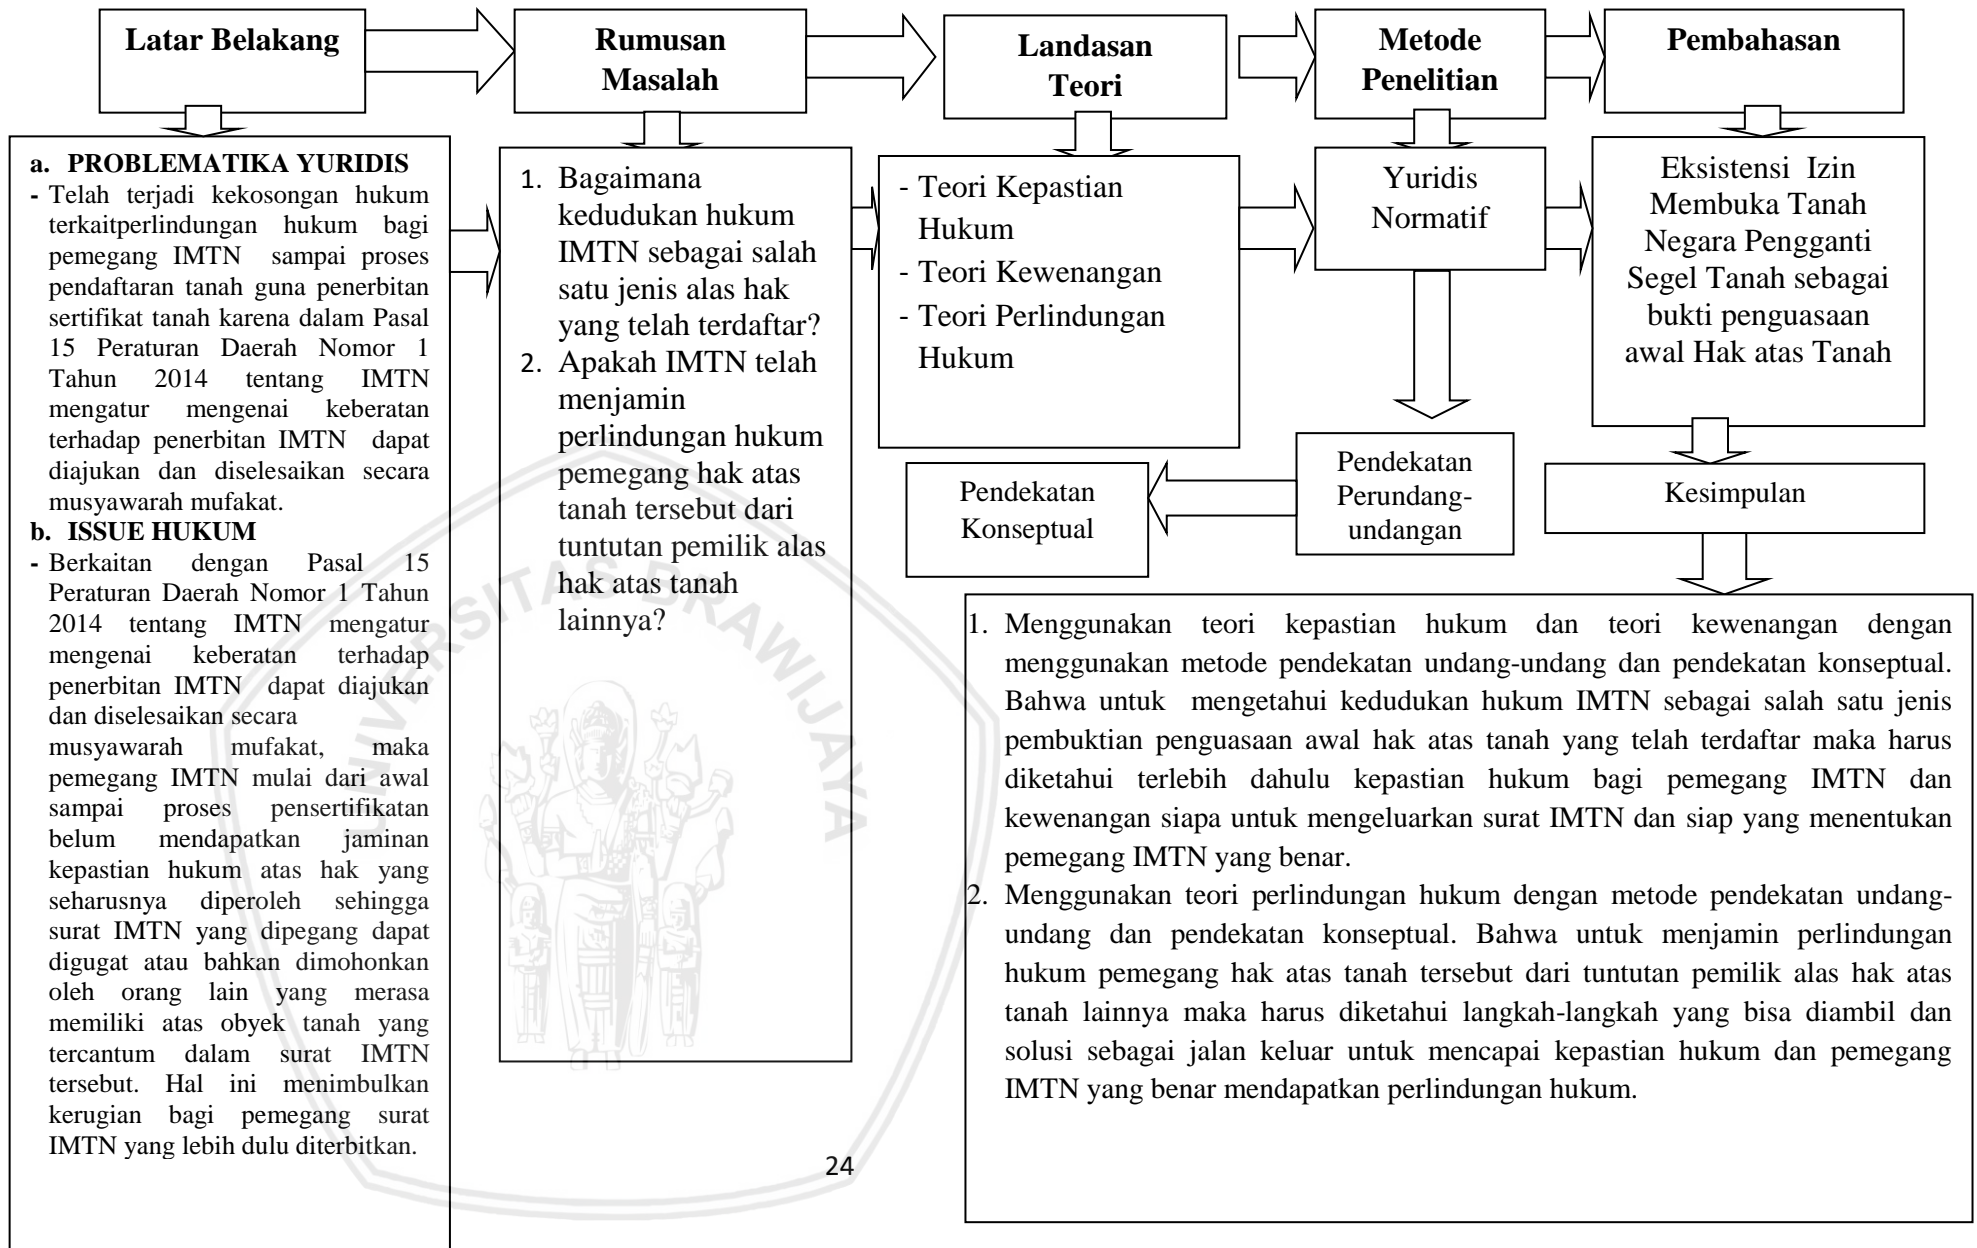 Latar Belakang
Rumusan
Masalah
Landasan
Teori
Metode
Penelitian
Pembahasan
a. PROBLEMATIKA YURIDIS
- Telah terjadi kekosongan hukum
terkaitperlindungan hukum bagi
pemegang IMTN sampai proses
pendaftaran tanah guna penerbitan
sertifikat tanah karena dalam Pasal
15 Peraturan Daerah Nomor 1
Tahun 2014 tentang IMTN
mengatur mengenai keberatan
terhadap penerbitan IMTN dapat
diajukan dan diselesaikan secara
musyawarah mufakat.
b. ISSUE HUKUM
- Berkaitan dengan Pasal 15
Peraturan Daerah Nomor 1 Tahun
2014 tentang IMTN mengatur
mengenai keberatan terhadap
penerbitan IMTN dapat diajukan
dan diselesaikan secara
musyawarah mufakat, maka
pemegang IMTN mulai dari awal
sampai proses pensertifikatan
belum mendapatkan jaminan
kepastian hukum atas hak yang
seharusnya diperoleh sehingga
surat IMTN yang dipegang dapat
digugat atau bahkan dimohonkan
oleh orang lain yang merasa
memiliki atas obyek tanah yang
tercantum dalam surat IMTN
tersebut. Hal ini menimbulkan
kerugian bagi pemegang surat
IMTN yang lebih dulu diterbitkan.
1. Bagaimana
kedudukan hukum
IMTN sebagai salah
satu jenis alas hak
yang telah terdaftar?
2. Apakah IMTN telah
menjamin
perlindungan hukum
pemegang hak atas
tanah tersebut dari
tuntutan pemilik alas
hak atas tanah
lainnya?
- Teori Kepastian
Hukum
- Teori Kewenangan
- Teori Perlindungan
Hukum
Yuridis
Normatif
Eksistensi Izin
Membuka Tanah
Negara Pengganti
Segel Tanah sebagai
bukti penguasaan
awal Hak atas Tanah
Pendekatan
Konseptual
Pendekatan
Perundang-
undangan
Kesimpulan
1. Menggunakan teori kepastian hukum dan teori kewenangan dengan
menggunakan metode pendekatan undang-undang dan pendekatan konseptual.
Bahwa untuk mengetahui kedudukan hukum IMTN sebagai salah satu jenis
pembuktian penguasaan awal hak atas tanah yang telah terdaftar maka harus
diketahui terlebih dahulu kepastian hukum bagi pemegang IMTN dan
kewenangan siapa untuk mengeluarkan surat IMTN dan siap yang menentukan
pemegang IMTN yang benar.
2. Menggunakan teori perlindungan hukum dengan metode pendekatan undang-
undang dan pendekatan konseptual. Bahwa untuk menjamin perlindungan
hukum pemegang hak atas tanah tersebut dari tuntutan pemilik alas hak atas
tanah lainnya maka harus diketahui langkah-langkah yang bisa diambil dan
solusi sebagai jalan keluar untuk mencapai kepastian hukum dan pemegang
IMTN yang benar mendapatkan perlindungan hukum.
UNIVERSITAS BRAWIJAYA
24